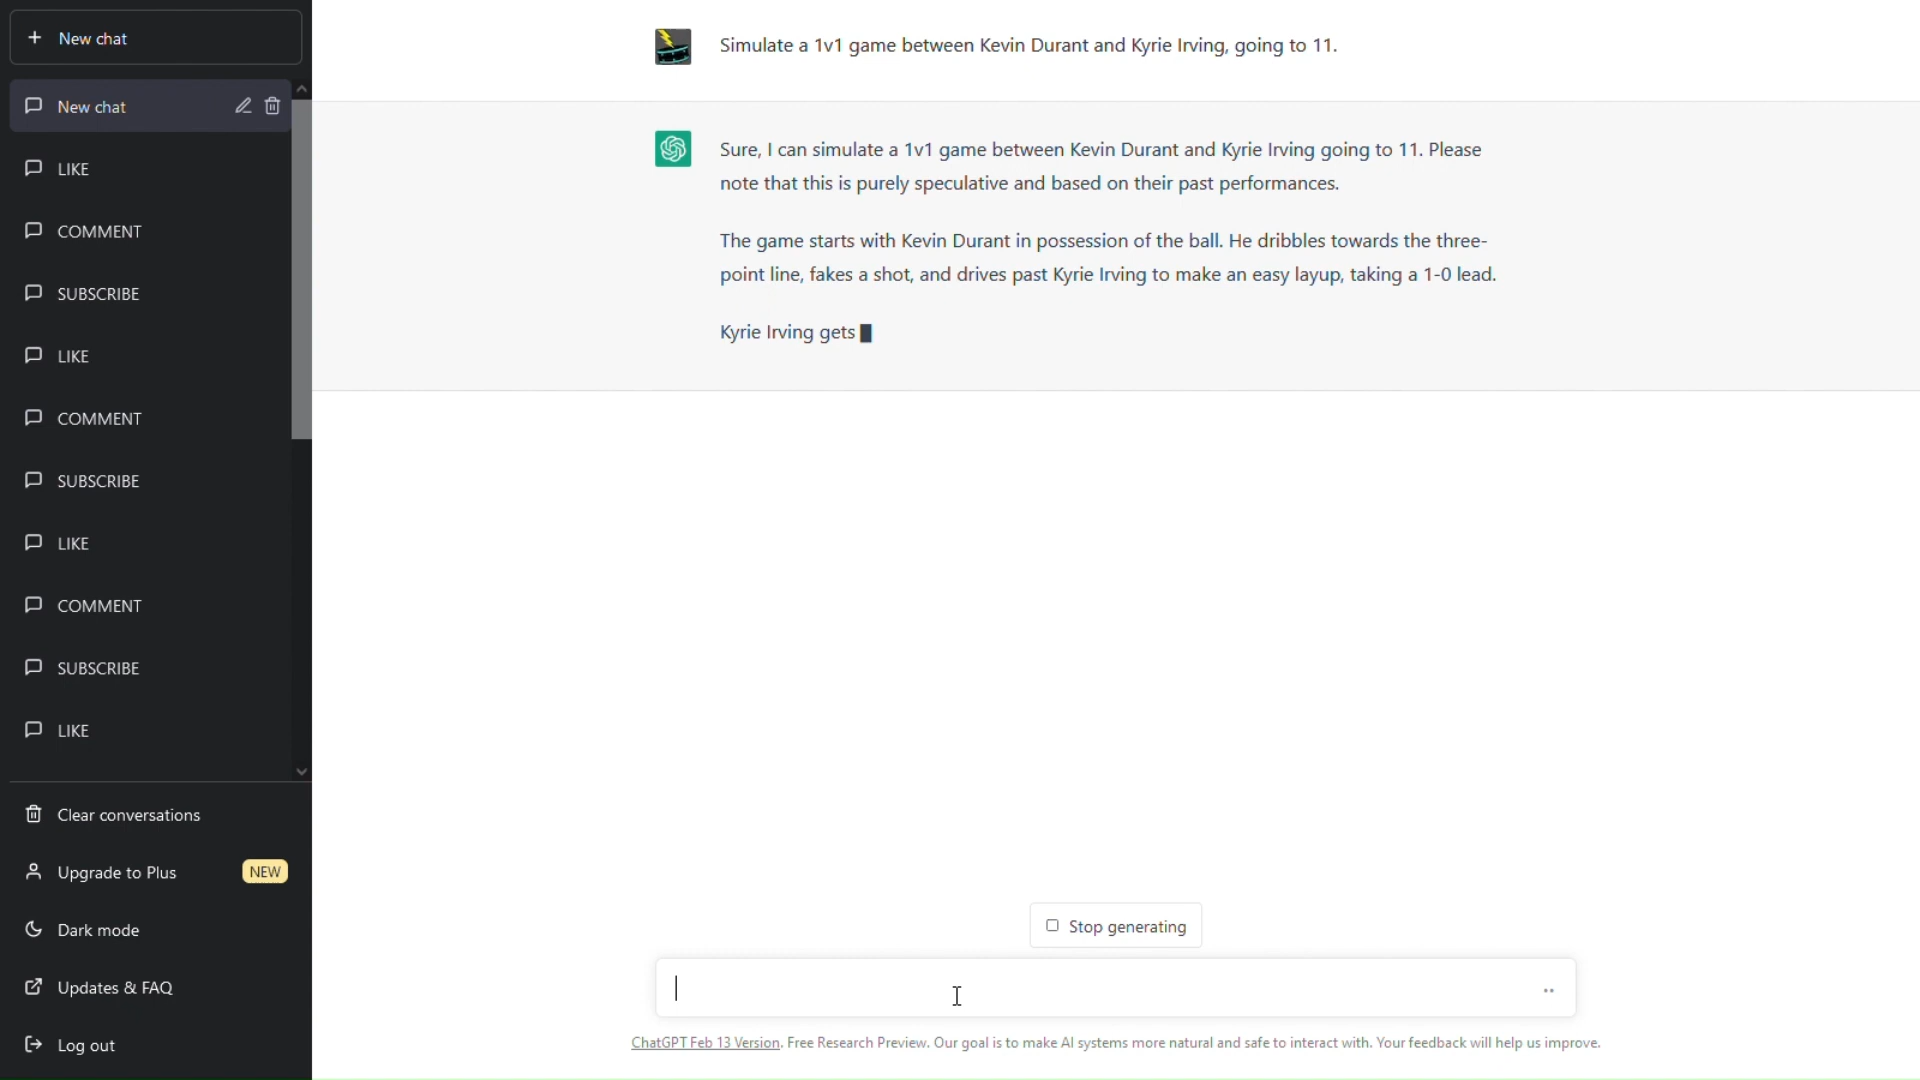 New chat
New chat
LIKE
COMMENT
SUBSCRIBE
LIKE
COMMENT
SUBSCRIBE
LIKE
COMMENT
SUBSCRIBE
LIKE
Clear conversations
Upgrade to Plus NEW
Dark mode
Updates & FAQ
Log out
Simulate a 1v1 game between Kevin Durant and Kyrie Irving, going to 11.
Sure, I can simulate a 1v1 game between Kevin Durant and Kyrie Irving going to 11. Please
note that this is purely speculative and based on their past performances.
The game starts with Kevin Durant in possession of the ball. He dribbles towards the three-
point line, fakes a shot, and drives past Kyrie Irving to make an easy layup, taking a 1-0 lead.
Kyrie Irving gets
Stop generating
ChatGPT Feb 13 Version. Free Research Preview. Our goal is to make AI systems more natural and safe to interact with. Your feedback will help us improve.